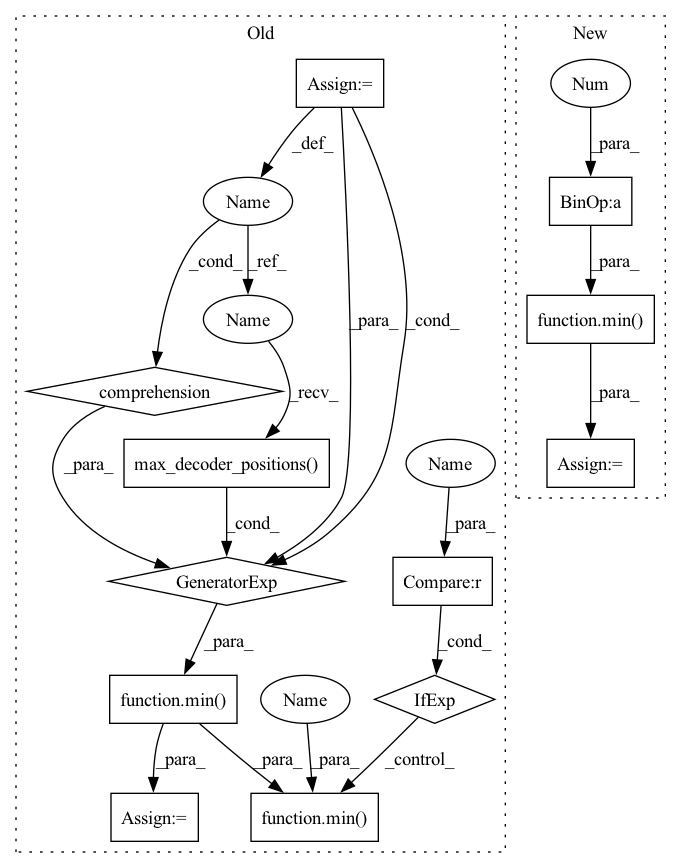 Old
New
Assign:=
Num
_def_
_para_
Name
BinOp:a
_cond_
_ref_
_para_
_cond_
_para_
Name
function.min()
comprehension
_recv_
_para_
_para_
max_decoder_positions()
Name
Assign:=
_cond_
_para_
GeneratorExp
Compare:r
_para_
_cond_
function.min()
Name
IfExp
_para_
_para_
_para_
_control_
Assign:=
function.min()